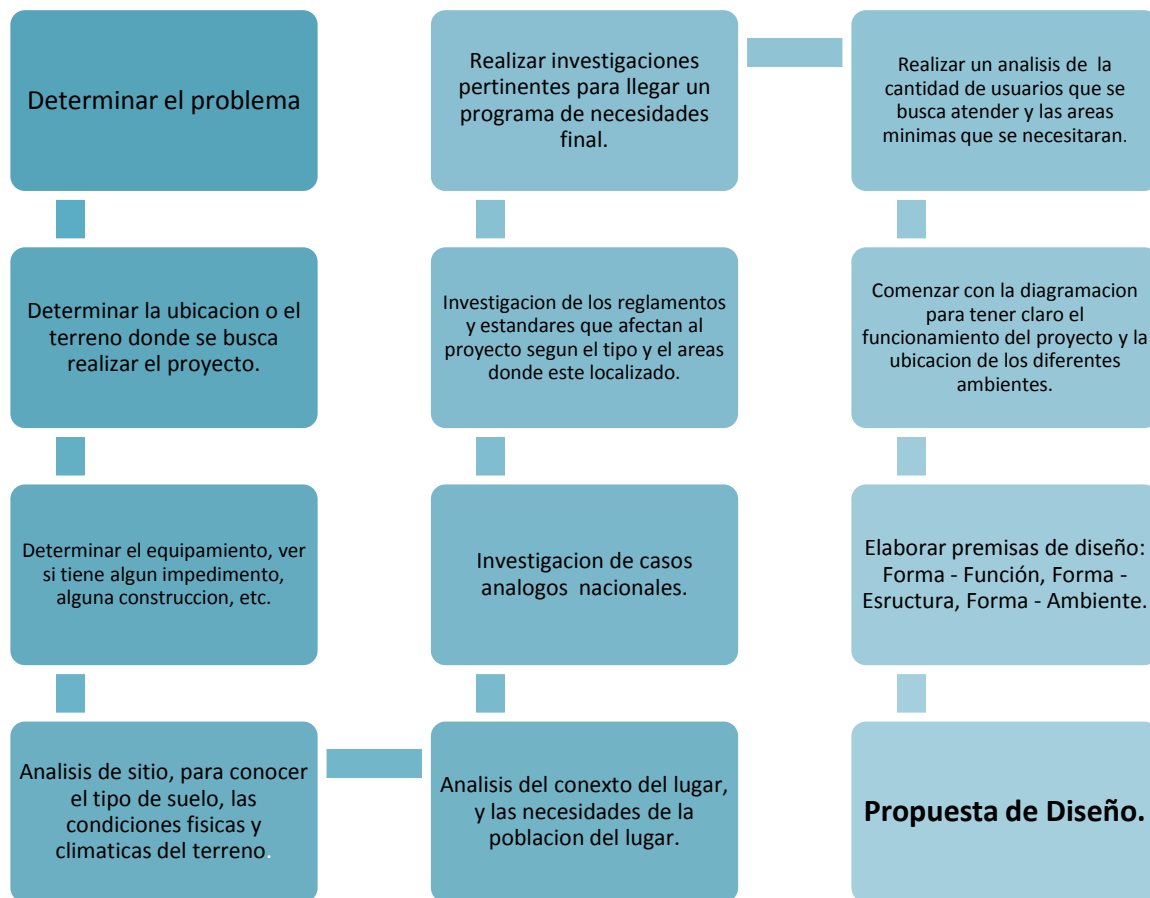 Determinar el problema
Determinar la ubicacion o el
terreno donde se busca
realizar el proyecto.
Determinar el equipamiento, ver
si tiene algun impedimento,
alguna construccion, etc.
Analisis de sitio, para conocer
el tipo de suelo, las
condiciones fisicas y
climaticas del terreno.
Analisis del conexto del lugar,
y las necesidades de la
poblacion del lugar.
Investigacion de casos
analogos nacionales.
Investigacion de los reglamentos
y estandares que afectan al
proyecto segun el tipo y el areas
donde este localizado.
Realizar investigaciones
pertinentes para llegar un
programa de necesidades
final.
Realizar un analisis de la
cantidad de usuarios que se
busca atender y las areas
minimas que se necesitaran.
Comenzar con la diagramacion
para tener claro el
funcionamiento del proyecto y la
ubicacion de los diferentes
ambientes.
Elaborar premisas de diseño:
Forma - Función, Forma -
Esructura, Forma - Ambiente.
Propuesta de Diseño.